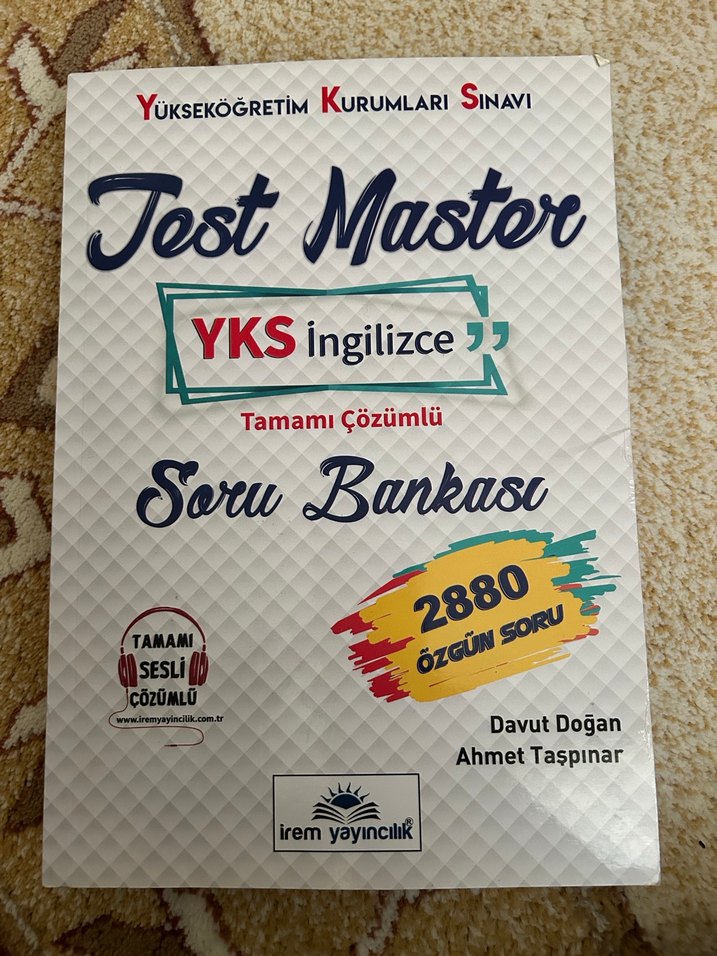 Yükseköğretim Kurumları Sınavı
Test Master
YKS İngilizce ”
Tamamı Çözümlü
Soru Bankası
2880
ÖZGÜN SORU
TAMAMI
SESLİ
ÇÖZÜMLÜ
www.iremyayincilik.com.tr
Davut Doğan
Ahmet Taşpınar
irem yayıncılık®